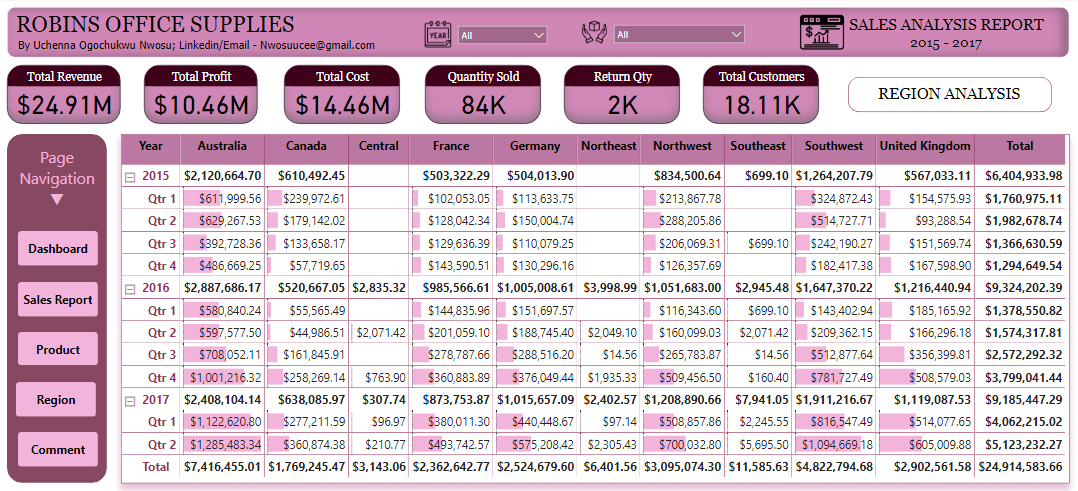 ROBINS OFFICE SUPPLIES
By Uchenna Ogochukwu Nwosu; Linkedin/Email - Nwosuucee@gmail.com
YEAR
All
All
$
SALES ANALYSIS REPORT
2015 - 2017
Total Revenue
$24.91M
Total Profit
$10.46M
Total Cost
$14.46M
Quantity Sold
84K
Return Qty
2K
Total Customers
18.11K
REGION ANALYSIS
Page
Navigation
Dashboard
Sales Report
Product
Region
Comment
Year Australia Canada Central France Germany Northeast Northwest Southeast Southwest United Kingdom Total
2015 $2,120,664.70 $610,492.45 $503,322.29 $504,013.90 $834,500.64 $699.10 $1,264,207.79 $567,033.11 $6,404,933.98
Qtr 1 $611,999.56 $239,972.61 $102,053.05 $113,633.75 $213,867.78 $324,872.43 $154,575.93 $1,760,975.11
Qtr 2 $629,267.53 $179,142.02 $128,042.34 $150,004.74 $288,205.86 $514,727.71 $93,288.54 $1,982,678.74
Qtr 3 $392,728.36 $133,658.17 $129,636.39 $110,079.25 $206,069.31 $699.10 $242,190.27 $151,569.74 $1,366,630.59
Qtr 4 $486,669.25 $57,719.65 $143,590.51 $130,296.16 $126,357.69 $182,417.38 $167,598.90 $1,294,649.54
2016 $2,887,686.17 $520,667.05 $2,835.32 $985,566.61 $1,005,008.61 $3,998.99 $1,051,683.00 $2,945.48 $1,647,370.22 $1,216,440.94 $9,324,202.39
Qtr 1 $580,840.24 $55,565.49 $144,835.96 $151,697.57 $116,343.60 $699.10 $143,402.94 $185,165.92 $1,378,550.82
Qtr 2 $597,577.50 $44,986.51 $2,071.42 $201,059.10 $188,745.40 $2,049.10 $160,099.03 $2,071.42 $209,362.15 $166,296.18 $1,574,317.81
Qtr 3 $708,052.11 $161,845.91 $278,787.66 $288,516.20 $14.56 $265,783.87 $14.56 $512,877.64 $356,399.81 $2,572,292.32
Qtr 4 $1,001,216.32 $258,269.14 $763.90 $360,883.89 $376,049.44 $1,935.33 $509,456.50 $160.40 $781,727.49 $508,579.03 $3,799,041.44
2017 $2,408,104.14 $638,085.97 $307.74 $873,753.87 $1,015,657.09 $2,402.57 $1,208,890.66 $7,941.05 $1,911,216.67 $1,119,087.53 $9,185,447.29
Qtr 1 $1,122,620.80 $277,211.59 $96.97 $380,011.30 $440,448.67 $97.14 $508,857.86 $2,245.55 $816,547.49 $514,077.65 $4,062,215.02
Qtr 2 $1,285,483.34 $360,874.38 $210.77 $493,742.57 $575,208.42 $2,305.43 $700,032.80 $5,695.50 $1,094,669.18 $605,009.88 $5,123,232.27
Total $7,416,455.01 $1,769,245.47 $3,143.06 $2,362,642.77 $2,524,679.60 $6,401.56 $3,095,074.30 $11,585.63 $4,822,794.68 $2,902,561.58 $24,914,583.66